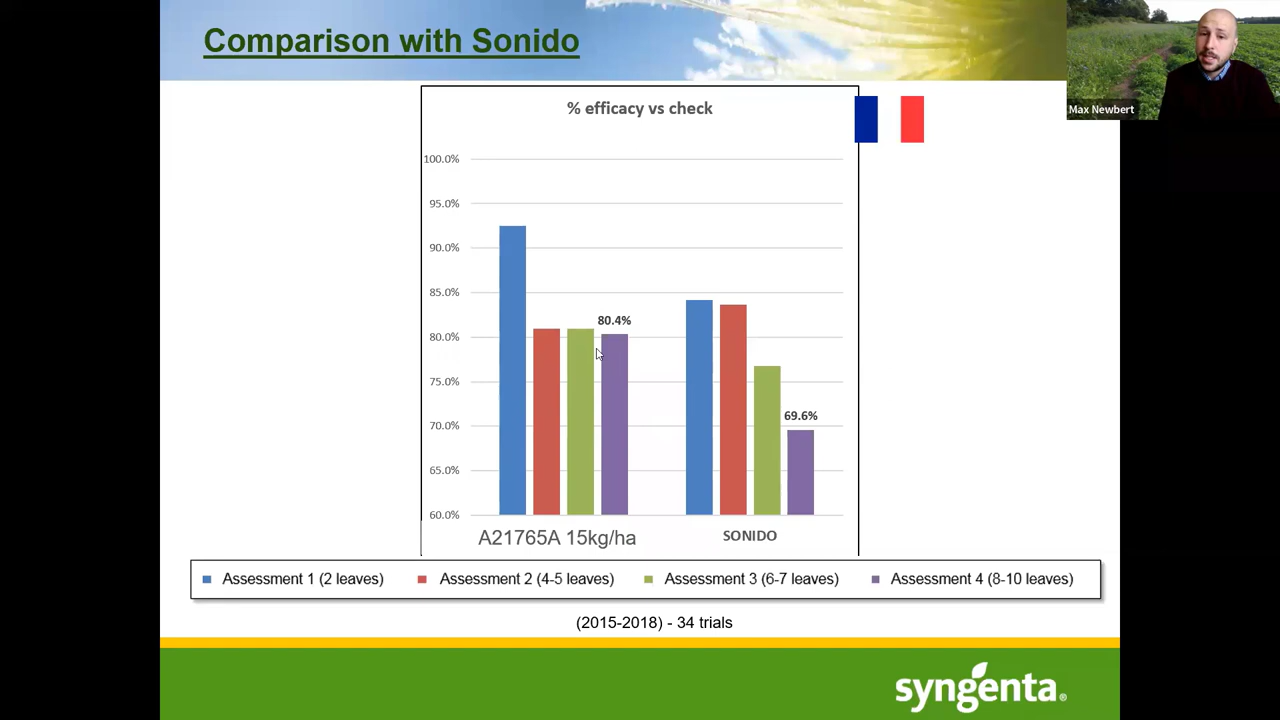 Comparison with Sonido
Max Newbert
% efficacy vs check
100.0%
95.0%
90.0%
85.0%
80.0%
75.0%
70.0%
65.0%
60.0%
80.4%
69.6%
A21765A 15kg/ha
SONIDO
Assessment 1 (2 leaves)
Assessment 2 (4-5 leaves)
Assessment 3 (6-7 leaves)
Assessment 4 (8-10 leaves)
(2015-2018) - 34 trials
syngenta®